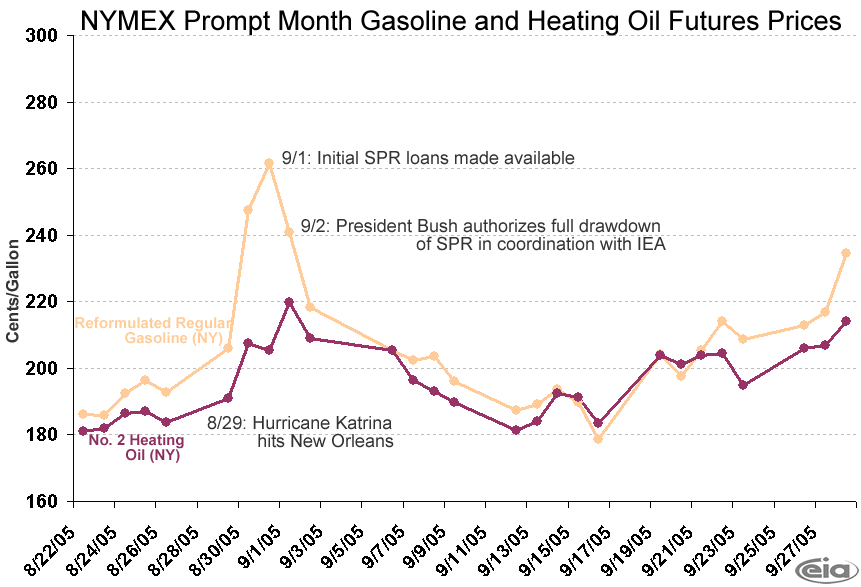 NYMEX Prompt Month Gasoline and Heating Oil Futures Prices
300
280
260
240
220
200
180
160
Cents/Gallon
9/1: Initial SPR loans made available
9/2: President Bush authorizes full drawdown
of SPR in coordination with IEA
Reformulated Regular
Gasoline (NY)
8/29: Hurricane Katrina
hits New Orleans
No. 2 Heating
Oil (NY)
8/22/05
8/24/05
8/26/05
8/28/05
8/30/05
9/1/05
9/3/05
9/5/05
9/7/05
9/9/05
9/11/05
9/13/05
9/15/05
9/17/05
9/19/05
9/21/05
9/23/05
9/25/05
9/27/05
eia